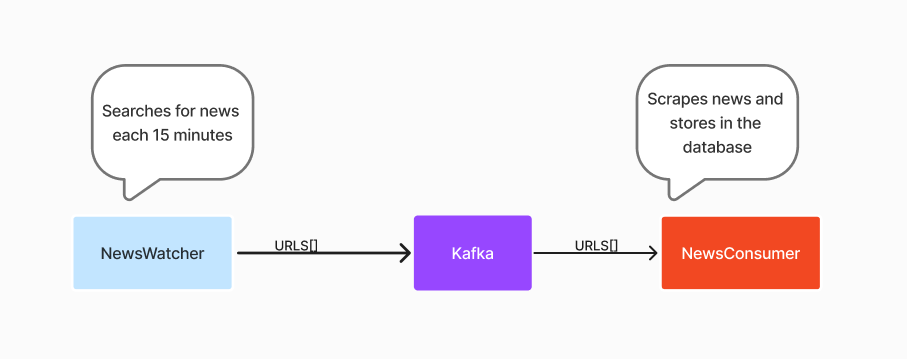 Searches for news
each 15 minutes
Scrapes news and
stores in the
database
NewsWatcher
URLS[]
Kafka
URLS[]
NewsConsumer